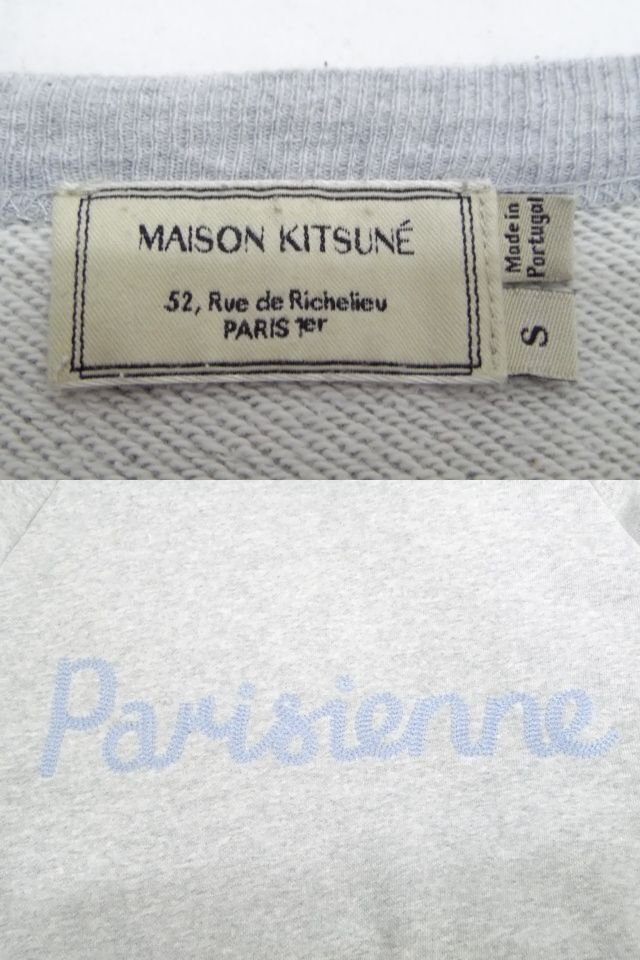 MAISON KITSUNÉ
52, Rue de Richelieu
PARIS 1er
Made in
Portugal
S
Parisienne